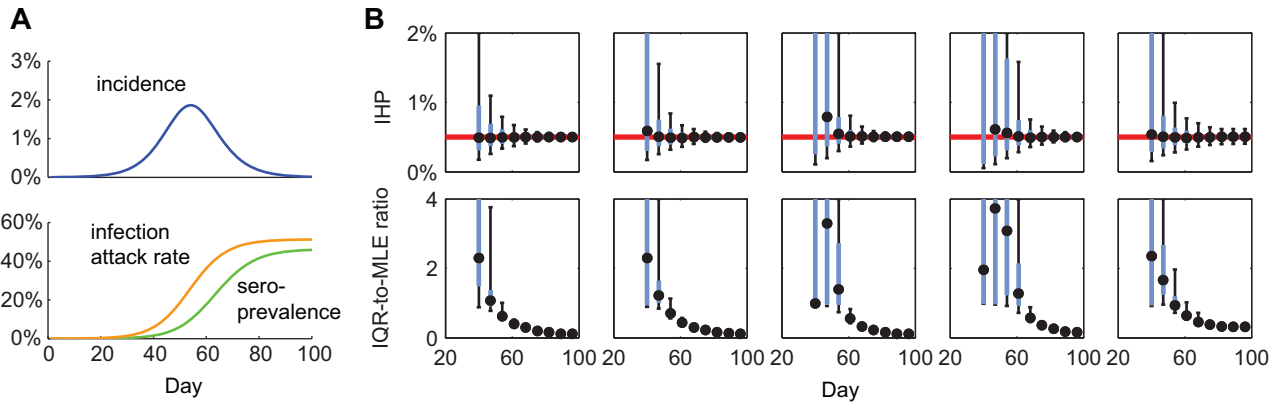 A
3%
2%
1%
0%
incidence
60%
40%
20%
0%
infection
attack rate
sero-
prevalence
0 20 40 60 80 100
Day
B
IHP
2%
1%
0%
IQR-to-MLE ratio
4
2
0
20 60 100
20 60 100
20 60 100
20 60 100
20 60 100
Day